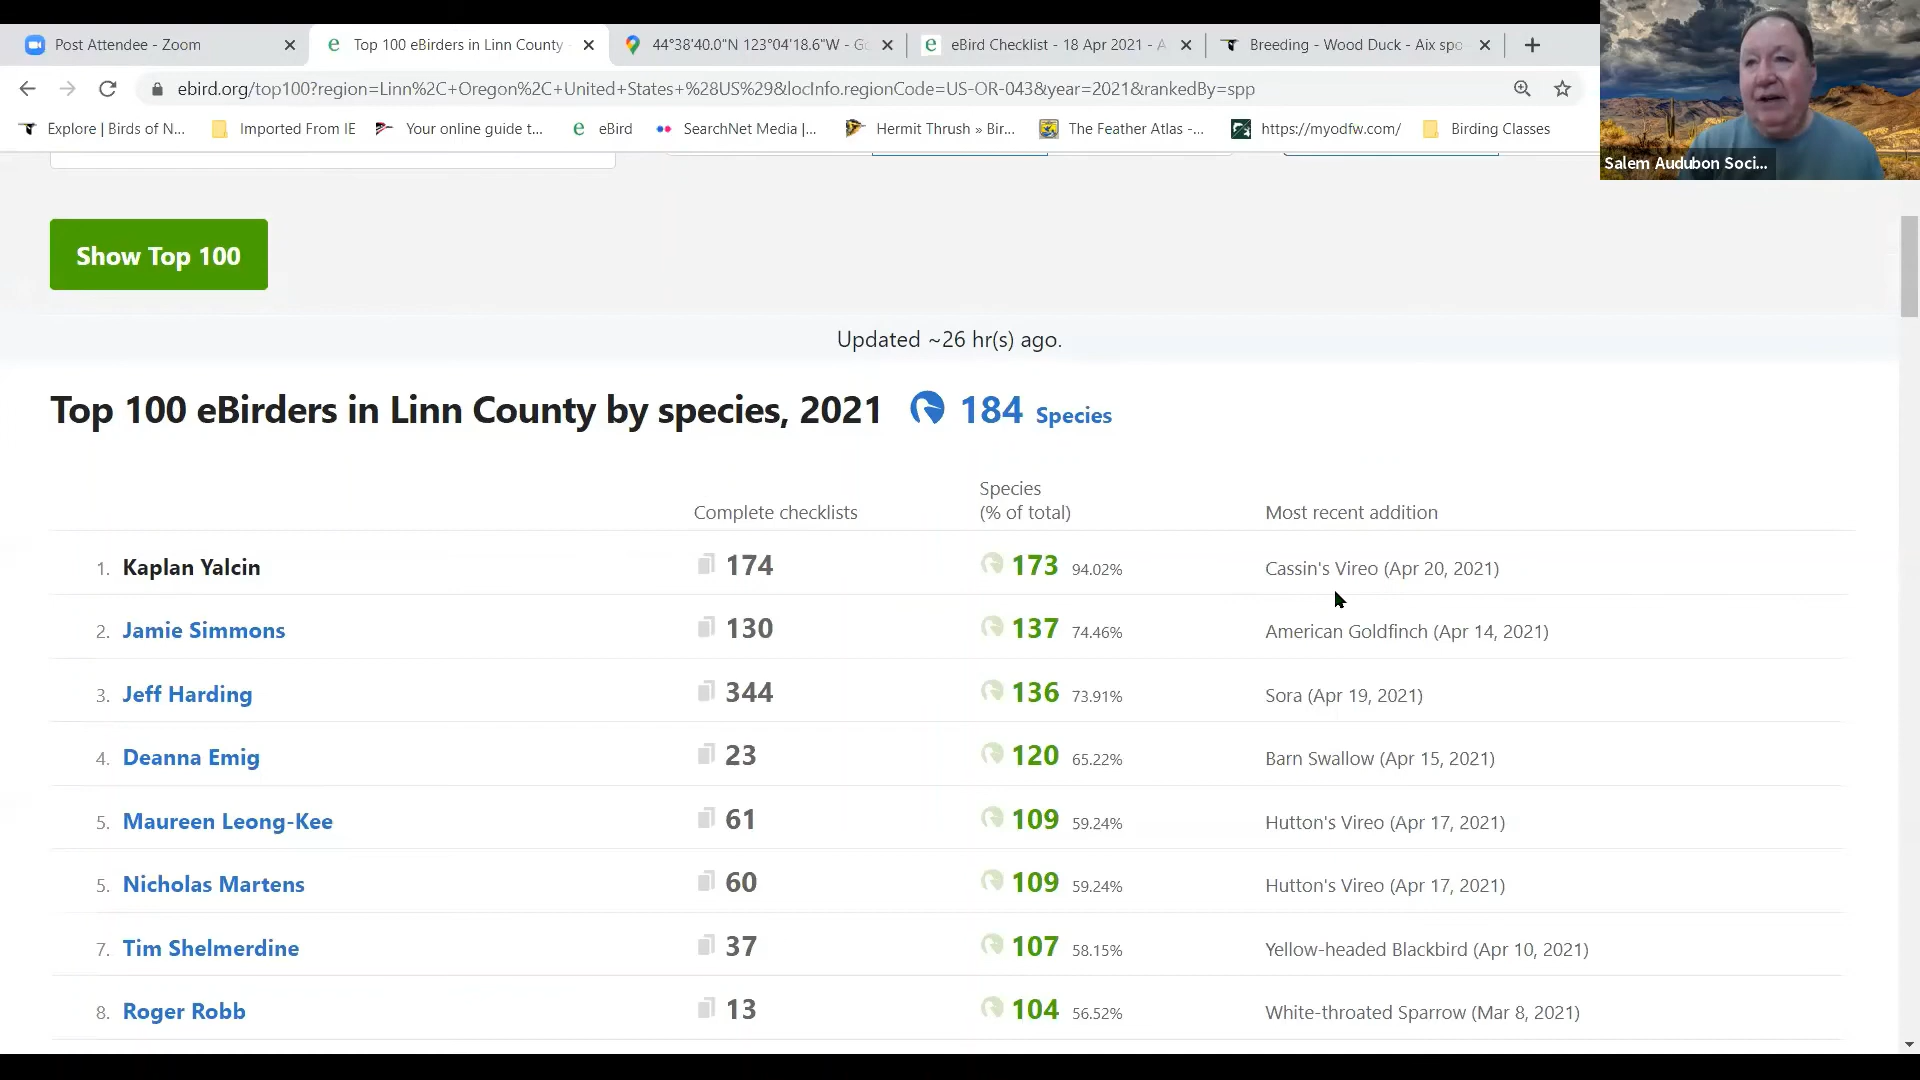 Post Attendee - Zoom
Top 100 eBirders in Linn County
44°38'40.0"N 123°04'18.6"W - Go
eBird Checklist - 18 Apr 2021 - A
Breeding - Wood Duck - Aix spo
ebird.org/top100?region=Linn%2C+Oregon%2C+United+States+%28US%29&locInfo.regionCode=US-OR-043&year=2021&rankedBy=spp
Explore | Birds of N...
Imported From IE
Your online guide t...
eBird
SearchNet Media |...
Hermit Thrush » Bir...
The Feather Atlas -...
https://myodfw.com/
Birding Classes
Salem Audubon Soci...
Show Top 100
Updated ~26 hr(s) ago.
Top 100 eBirders in Linn County by species, 2021 184 Species
Complete checklists Species (% of total) Most recent addition
1. Kaplan Yalcin 174 173 94.02% Cassin's Vireo (Apr 20, 2021)
2. Jamie Simmons 130 137 74.46% American Goldfinch (Apr 14, 2021)
3. Jeff Harding 344 136 73.91% Sora (Apr 19, 2021)
4. Deanna Emig 23 120 65.22% Barn Swallow (Apr 15, 2021)
5. Maureen Leong-Kee 61 109 59.24% Hutton's Vireo (Apr 17, 2021)
5. Nicholas Martens 60 109 59.24% Hutton's Vireo (Apr 17, 2021)
7. Tim Shelmerdine 37 107 58.15% Yellow-headed Blackbird (Apr 10, 2021)
8. Roger Robb 13 104 56.52% White-throated Sparrow (Mar 8, 2021)